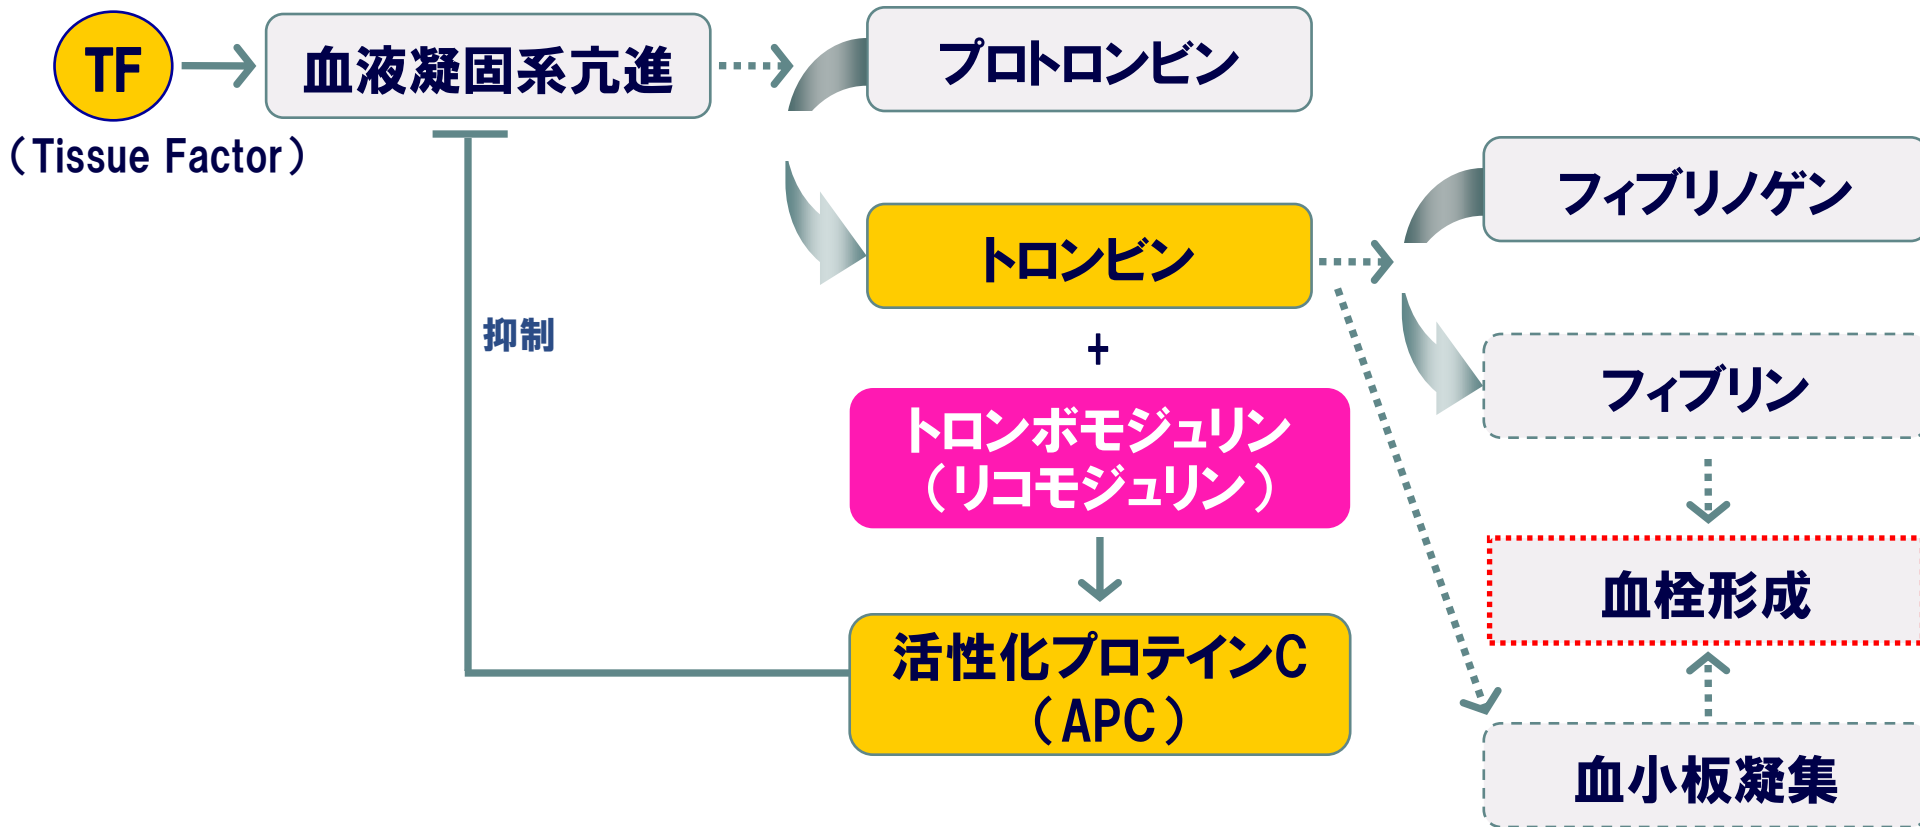 TF
（Tissue Factor）
血液凝固系亢進
プロトロンビン
トロンビン
フィブリノゲン
フィブリン
抑制
+
トロンボモジュリン
（リコモジュリン）
活性化プロテインC
（APC）
血栓形成
血小板凝集